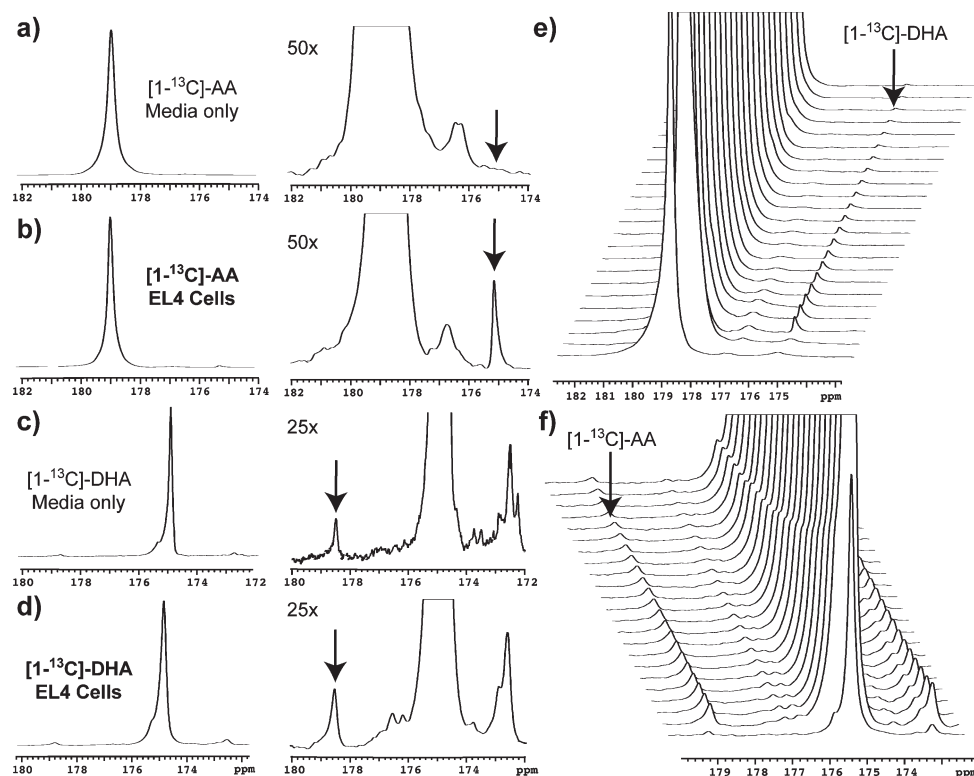 a)
[1-¹³C]-AA
Media only
50x
182 180 178 176 174
180 178 176 174
b)
[1-¹³C]-AA
EL4 Cells
50x
182 180 178 176 174
180 178 176 174
c)
[1-¹³C]-DHA
Media only
25x
180 178 176 174 172
180 178 176 174 172
d)
[1-¹³C]-DHA
EL4 Cells
25x
180 178 176 174 ppm
180 178 176 174 ppm
e)
[1-¹³C]-DHA
182 181 180 179 178 177 176 175 ppm
f)
[1-¹³C]-AA
179 178 177 176 175 174 ppm